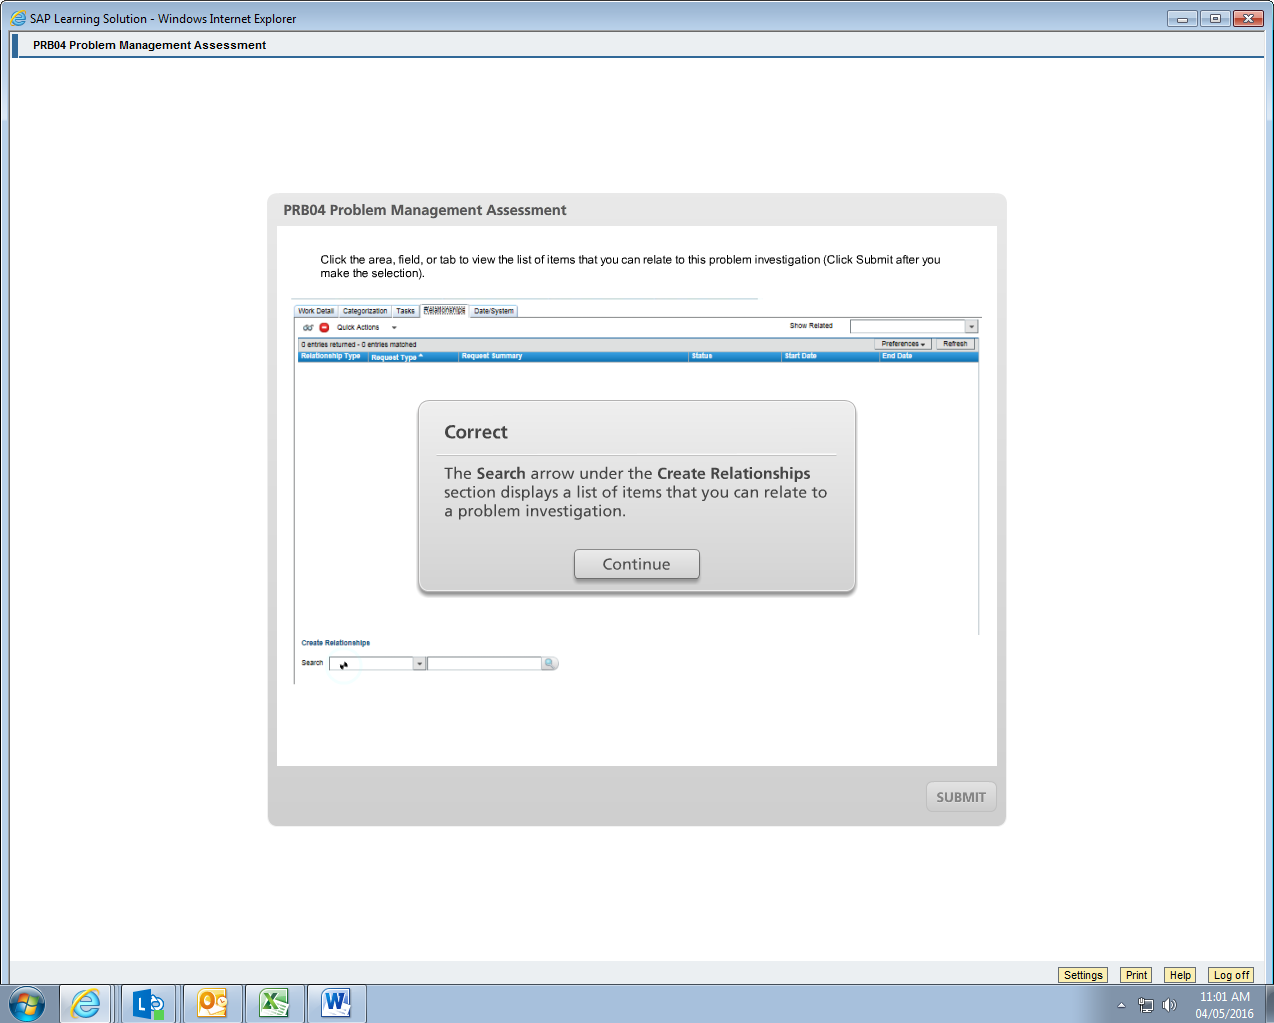 SAP Learning Solution - Windows Internet Explorer
PRB04 Problem Management Assessment
PRB04 Problem Management Assessment
Click the area, field, or tab to view the list of items that you can relate to this problem investigation (Click Submit after you
make the selection).
Work Detail Categorization Tasks Relationships Date/System
Quick Actions Show Related
0 entries returned - 0 entries matched Preferences Refresh
Relationship Type Request Type Request Summary Status Start Date End Date
Correct
The Search arrow under the Create Relationships
section displays a list of items that you can relate to
a problem investigation.
Continue
Create Relationships
Search
SUBMIT
Settings Print Help Log off
11:01 AM
04/05/2016